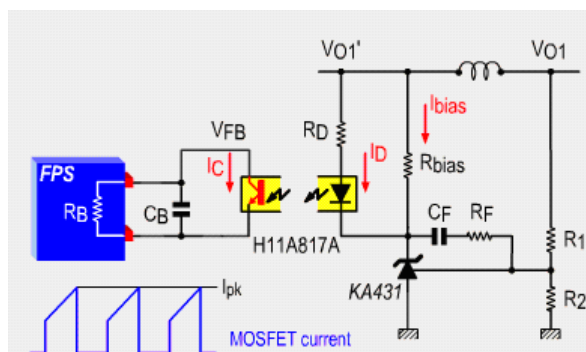 VO1' VO1
Ibias
RD
VFB
FPS IC ID Rbias
CF RF
RB CB
H11A817A R1
KA431 R2
Ipk
MOSFET current